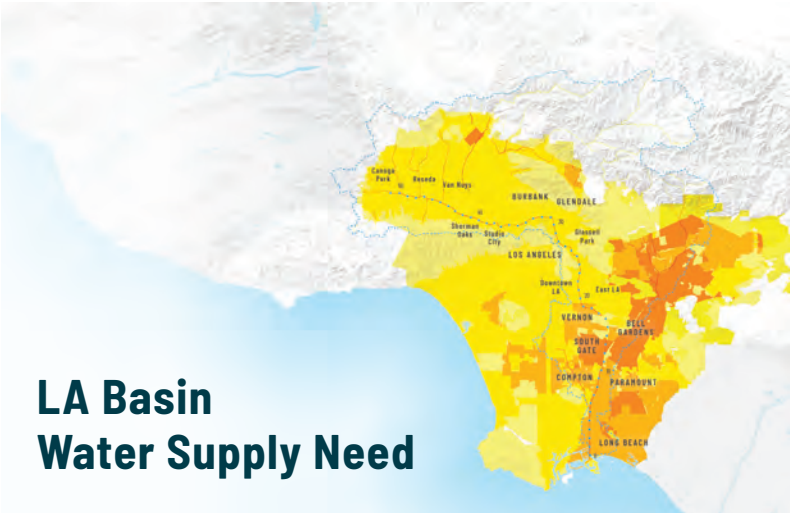 Canoga
Park
Reseda
Van Nuys
BURBANK
GLENDALE
Sherman
Oaks
Studio
City
Glassell
Park
LOS ANGELES
Downtown
LA
East LA
VERNON
BELL
GARDENS
SOUTH
GATE
COMPTON
PARAMOUNT
LONG BEACH
LA Basin
Water Supply Need